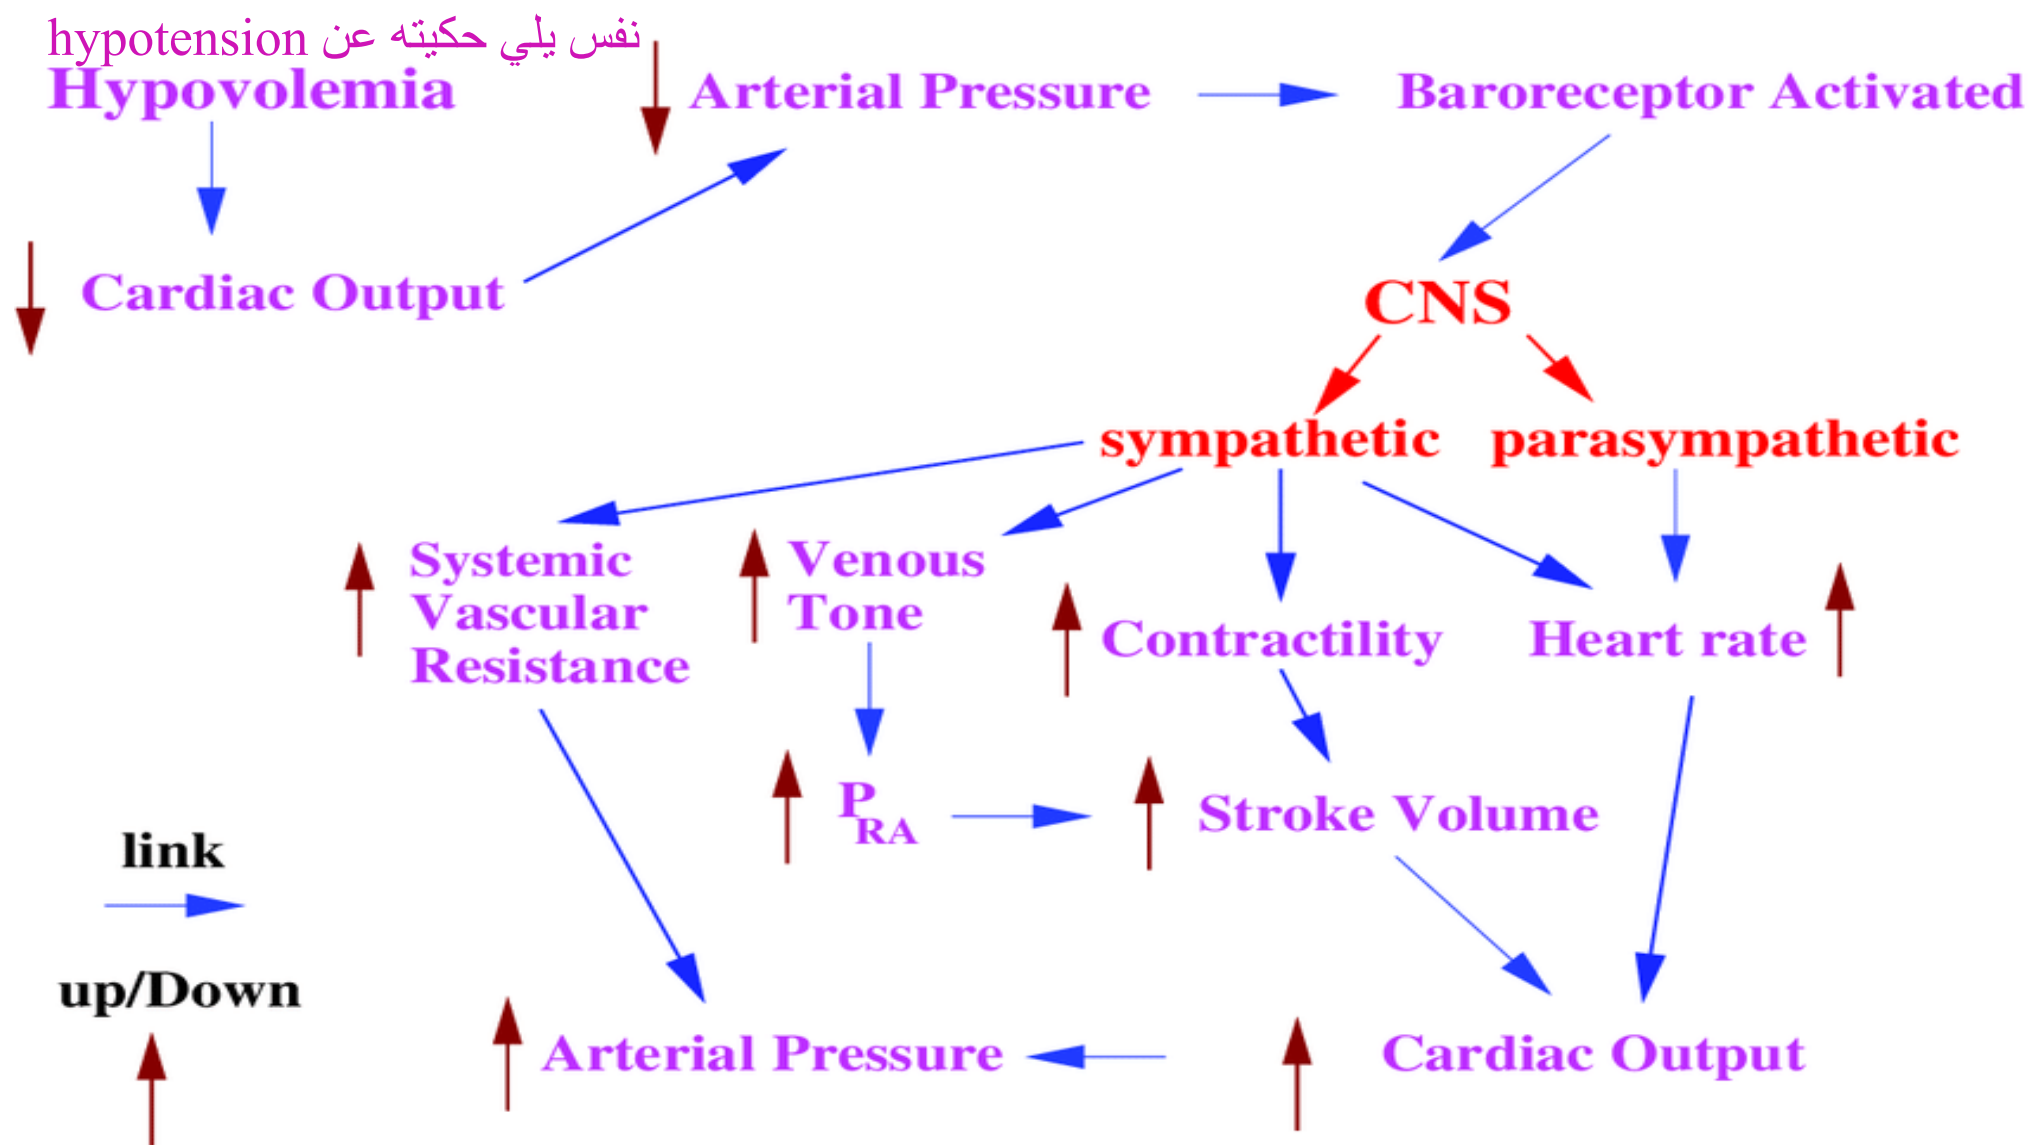 نفس يلي حكيته عن hypotension
Hypovolemia
Arterial Pressure
Baroreceptor Activated
Cardiac Output
CNS
sympathetic
parasympathetic
Systemic
Vascular
Resistance
Venous
Tone
Contractility
Heart rate
PRA
Stroke Volume
link
up/Down
Arterial Pressure
Cardiac Output